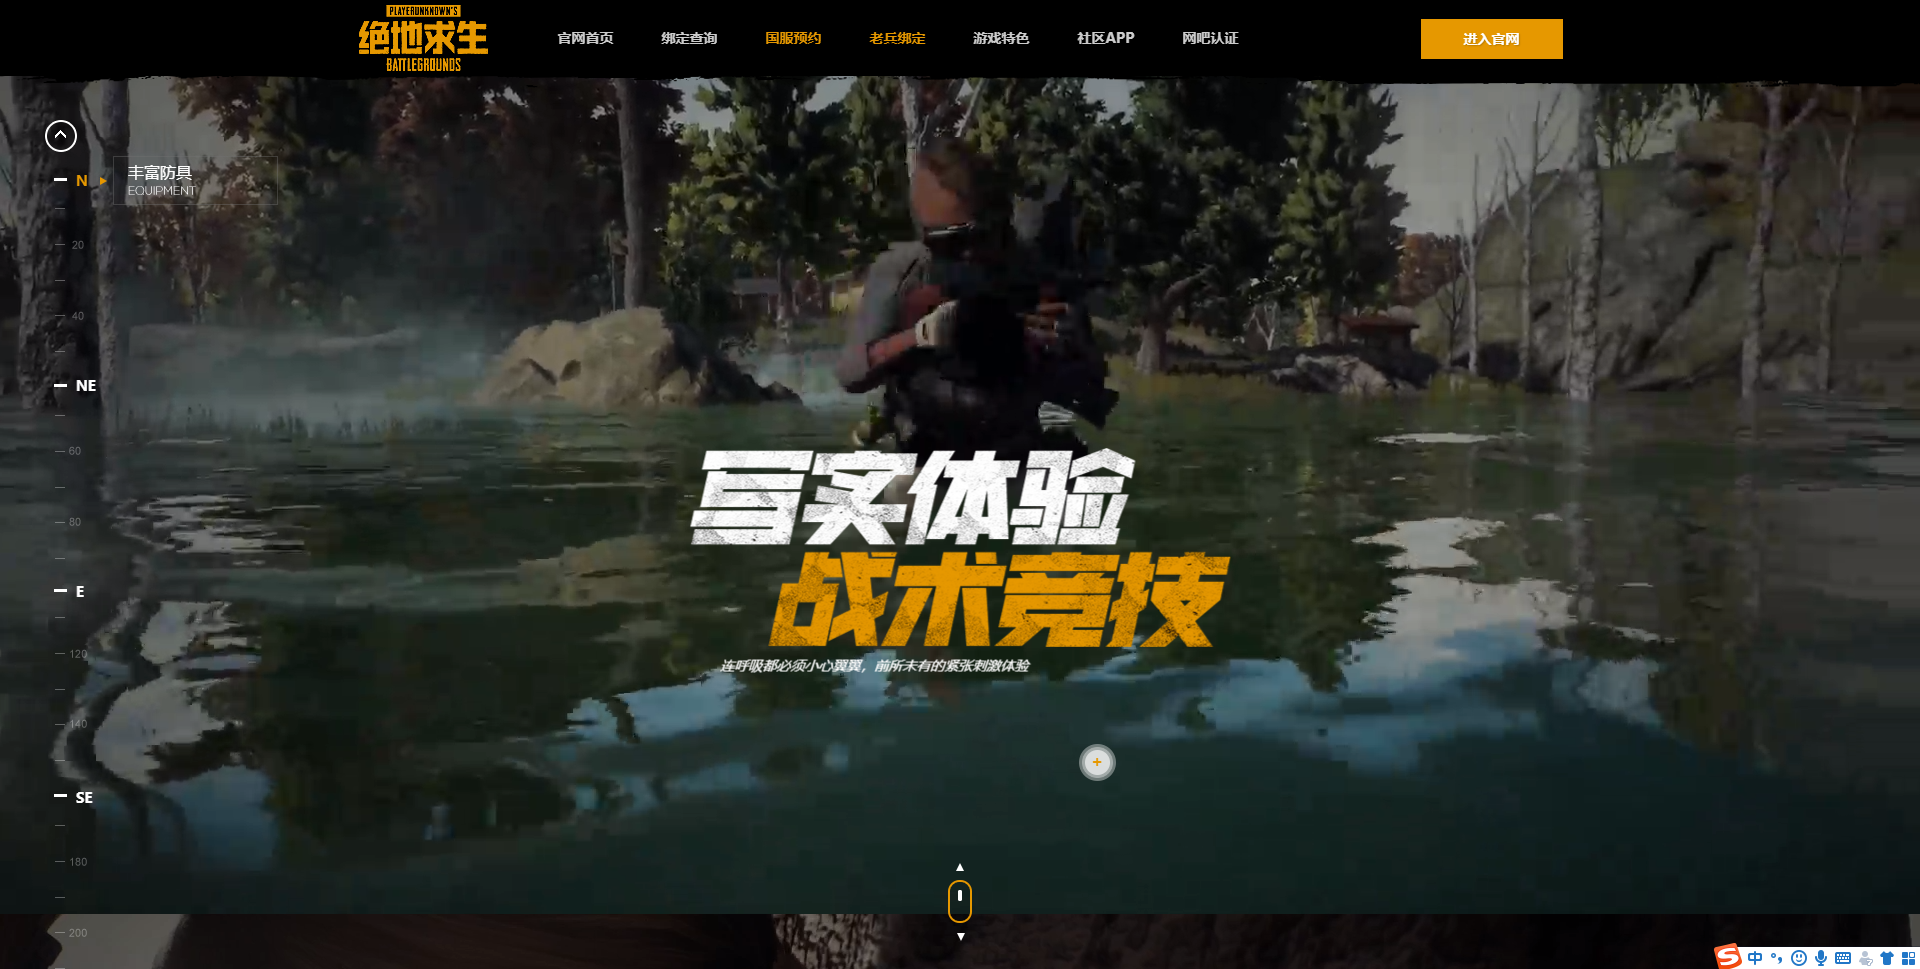 PLAYERUNKNOWN'S
绝地求生
BATTLEGROUNDS
官网首页 绑定查询 国服预约 老兵绑定 游戏特色 社区APP 网吧认证
进入官网
N
丰富防具
EQUIPMENT
20
40
NE
60
80
E
120
140
SE
180
200
写实体验
战术竞技
连呼吸都必须小心翼翼，前所未有的紧张刺激体验
S 中